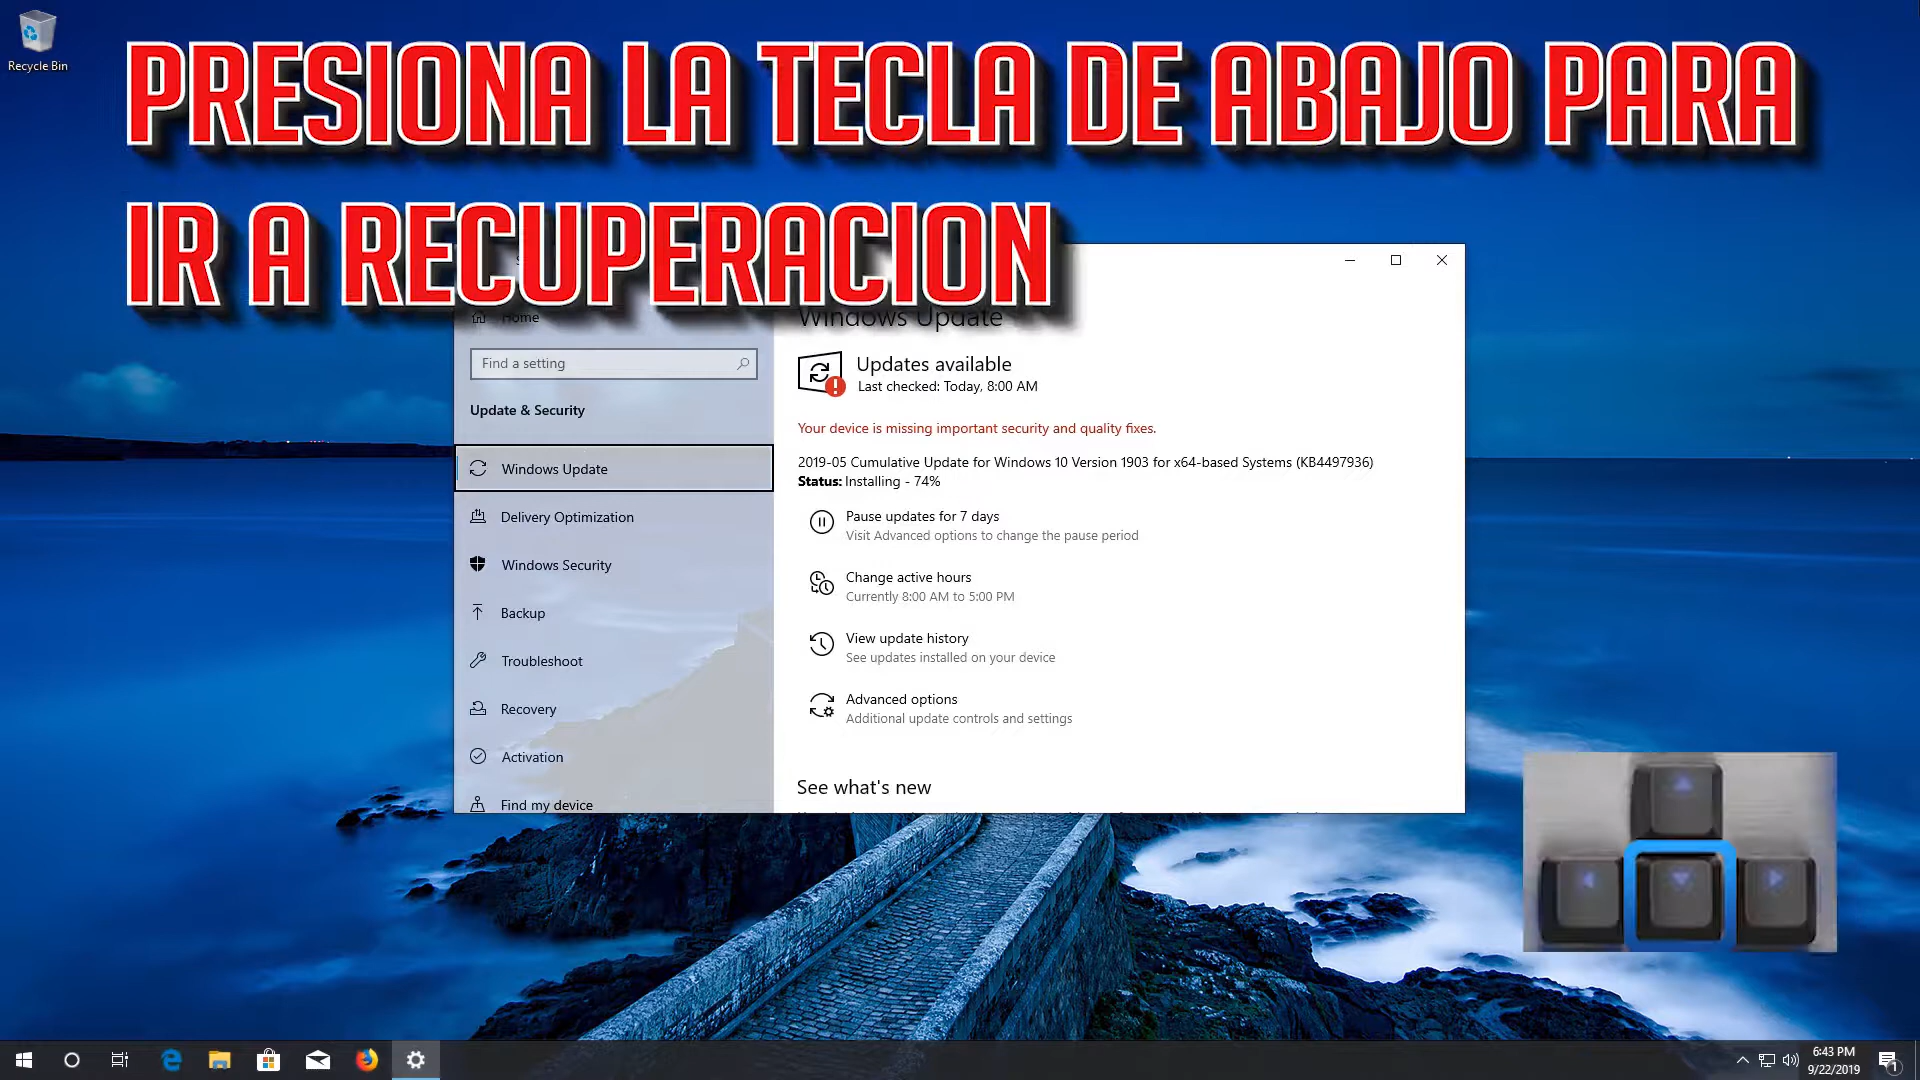 Recycle Bin
PRESIONA LA TECLA DE ABAJO PARA
IR A RECUPERACION
Home
Find a setting
Update & Security
Windows Update
Delivery Optimization
Windows Security
Backup
Troubleshoot
Recovery
Activation
Find my device
Windows Update
Updates available
Last checked: Today, 8:00 AM
Your device is missing important security and quality fixes.
2019-05 Cumulative Update for Windows 10 Version 1903 for x64-based Systems (KB4497936)
Status: Installing - 74%
Pause updates for 7 days
Visit Advanced options to change the pause period
Change active hours
Currently 8:00 AM to 5:00 PM
View update history
See updates installed on your device
Advanced options
Additional update controls and settings
See what's new
6:43 PM
9/22/2019
1